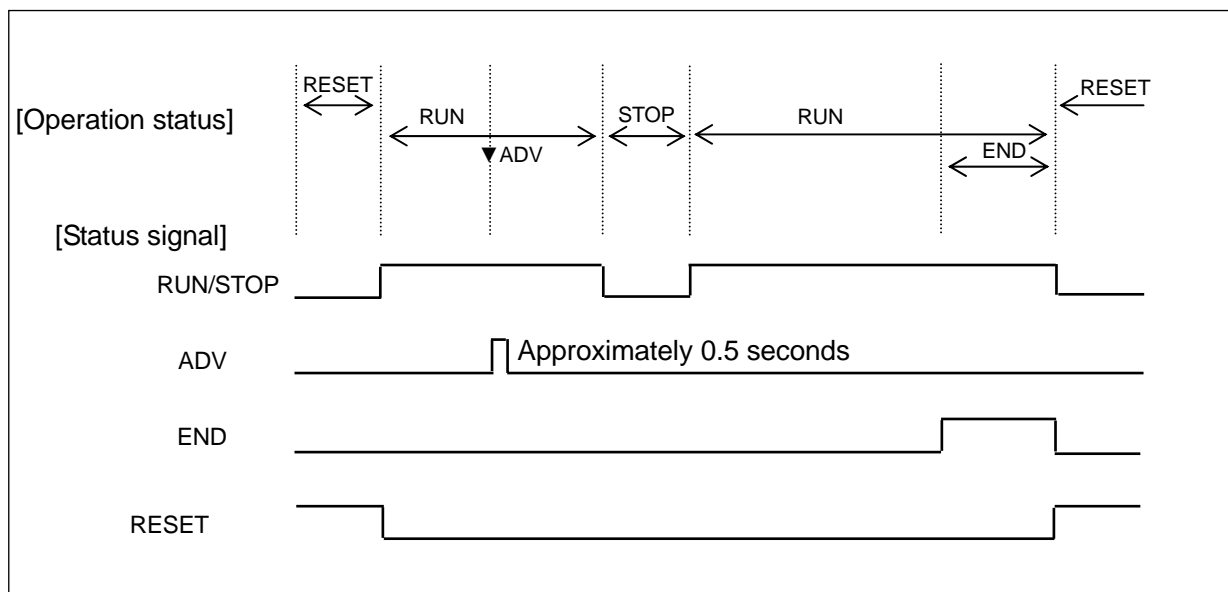 RESET
RESET
[Operation status]
RUN
STOP
RUN
▼ADV
END
[Status signal]
RUN/STOP
ADV
Approximately 0.5 seconds
END
RESET